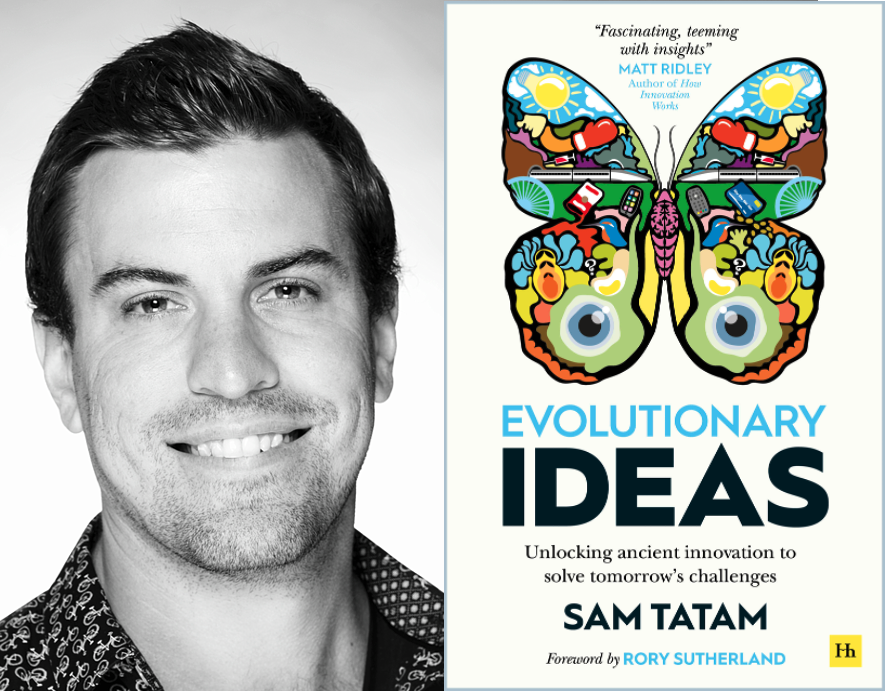 “Fascinating, teeming
with insights”
MATT RIDLEY
Author of How
Innovation
Works
EVOLUTIONARY
IDEAS
Unlocking ancient innovation to
solve tomorrow’s challenges
SAM TATAM
Foreword by RORY SUTHERLAND
Hh